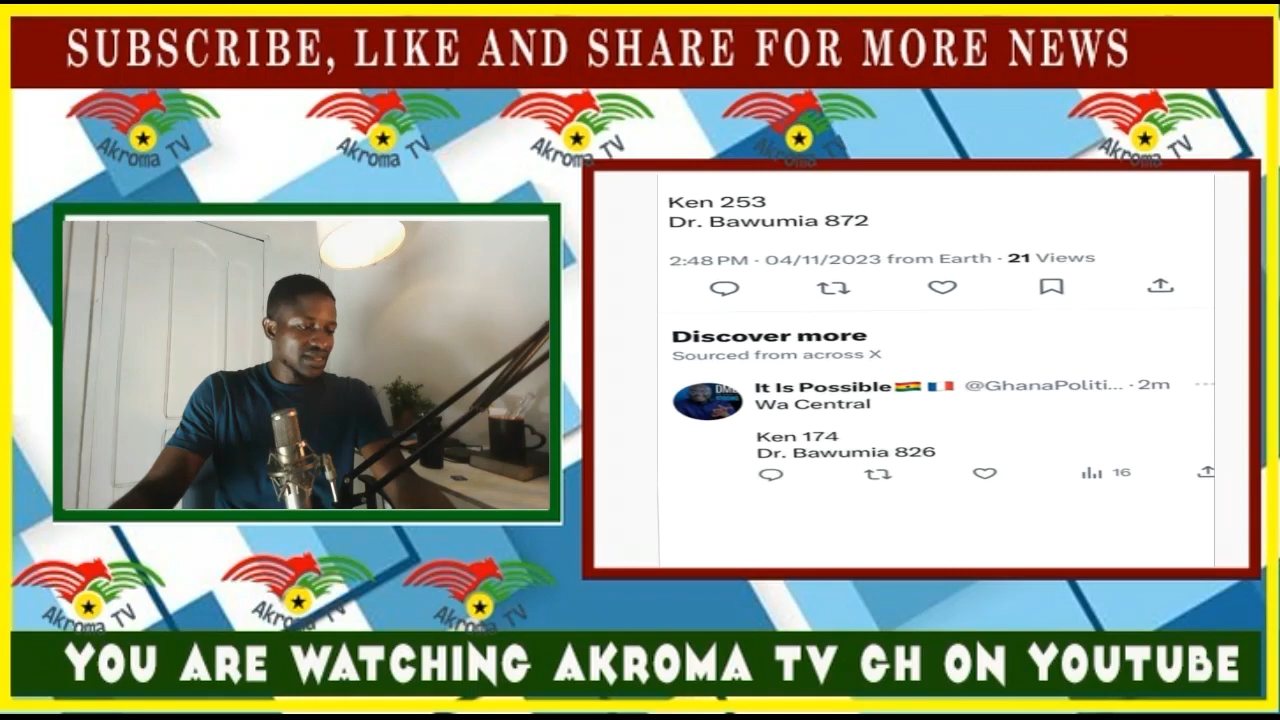 SUBSCRIBE, LIKE AND SHARE FOR MORE NEWS
Akroma TV
Akroma TV
Akroma TV
Akroma TV
Akroma TV
Ken 253
Dr. Bawumia 872
2:48 PM · 04/11/2023 from Earth · 21 Views
Discover more
Sourced from across X
It Is Possible🇬🇭 🇫🇷 @GhanaPoliti... · 2m
Wa Central
Ken 174
Dr. Bawumia 826
16
Akroma TV
Akroma TV
Akroma TV
YOU ARE WATCHING AKROMA TV GH ON YOUTUBE